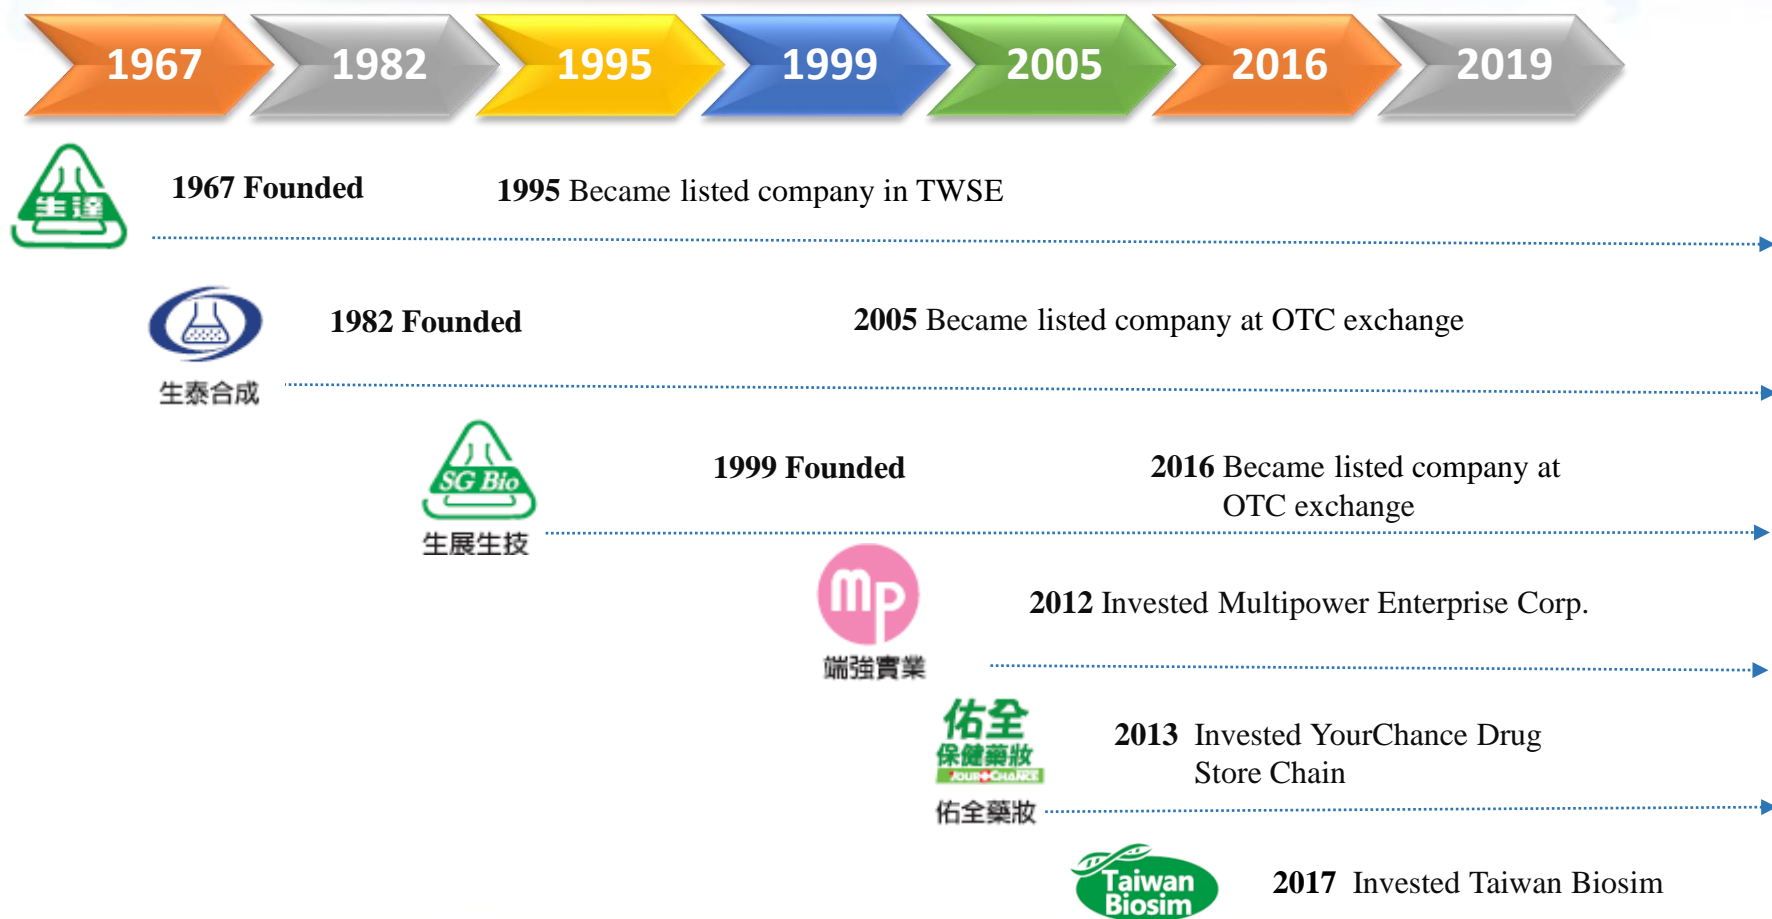 1967 1982 1995 1999 2005 2016 2019
生達
1967 Founded
1995 Became listed company in TWSE
生泰合成
1982 Founded
2005 Became listed company at OTC exchange
SG Bio
生展生技
1999 Founded
2016 Became listed company at
OTC exchange
mp
端強實業
2012 Invested Multipower Enterprise Corp.
佑全
保健藥妝
YOUR CHANCE
佑全藥妝
2013 Invested YourChance Drug
Store Chain
Taiwan
Biosim
2017 Invested Taiwan Biosim